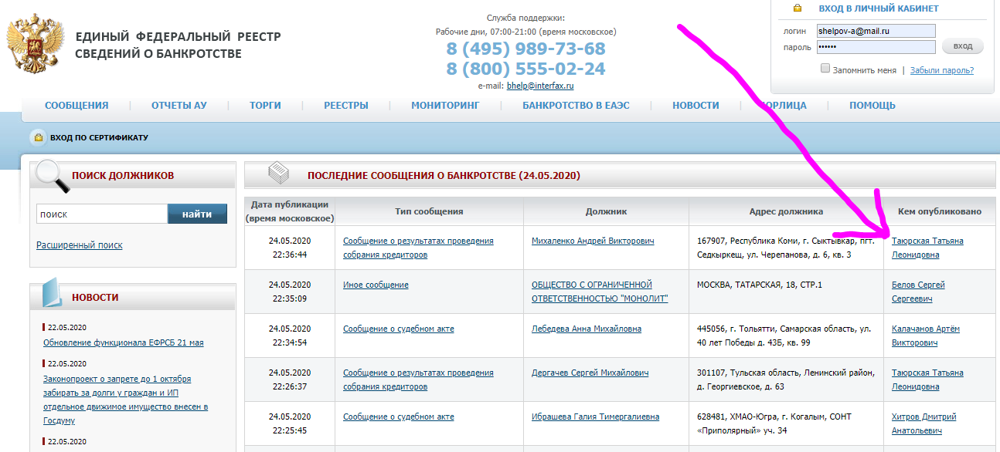 ЕДИНЫЙ ФЕДЕРАЛЬНЫЙ РЕЕСТР
СВЕДЕНИЙ О БАНКРОТСТВЕ
Служба поддержки:
Рабочие дни, 07:00-21:00 (время московское)
8 (495) 989-73-68
8 (800) 555-02-24
e-mail: bhelp@interfax.ru
ВХОД В ЛИЧНЫЙ КАБИНЕТ
логин shelpov-a@mail.ru
пароль •••••• вход
Запомнить меня | Забыли пароль?
СООБЩЕНИЯ ОТЧЕТЫ АУ ТОРГИ РЕЕСТРЫ МОНИТОРИНГ БАНКРОТСТВО В ЕАЭС НОВОСТИ ПОМОЩЬ
ВХОД ПО СЕРТИФИКАТУ
ПОИСК ДОЛЖНИКОВ
поиск найти
Расширенный поиск
НОВОСТИ
22.05.2020
Обновление функционала ЕФРСБ 21 мая
22.05.2020
Законопроект о запрете до 1 октября
забирать за долги у граждан и ИП
отдельное движимое имущество внесен в
Госдуму
22.05.2020
ПОСЛЕДНИЕ СООБЩЕНИЯ О БАНКРОТСТВЕ (24.05.2020)
Дата публикации
(время московское)
Тип сообщения
Должник
Адрес должника
Кем опубликовано
24.05.2020
22:36:44
Сообщение о результатах проведения
собрания кредиторов
Михаленко Андрей Викторович
167907, Республика Коми, г. Сыктывкар, пгт.
Седкыркещ, ул. Черепанова, д. 6, кв. 3
Таюрская Татьяна
Леонидовна
24.05.2020
22:35:09
Иное сообщение
ОБЩЕСТВО С ОГРАНИЧЕННОЙ
ОТВЕТСТВЕННОСТЬЮ "МОНОЛИТ"
МОСКВА, ТАТАРСКАЯ, 18, СТР.1
Белов Сергей
Сергеевич
24.05.2020
22:34:54
Сообщение о судебном акте
Лебедева Анна Михайловна
445056, г. Тольятти, Самарская область, ул.
40 лет Победы д. 43Б, кв. 99
Калачанов Артём
Викторович
24.05.2020
22:26:37
Сообщение о результатах проведения
собрания кредиторов
Дергачев Сергей Михайлович
301107, Тульская область, Ленинский район,
д. Георгиевское, д. 63
Таюрская Татьяна
Леонидовна
24.05.2020
22:25:45
Сообщение о судебном акте
Ибрашева Галия Тимергалиевна
628481, ХМАО-Югра, г. Когалым, СОНТ
«Приполярный» уч. 34
Хитров Дмитрий
Анатольевич